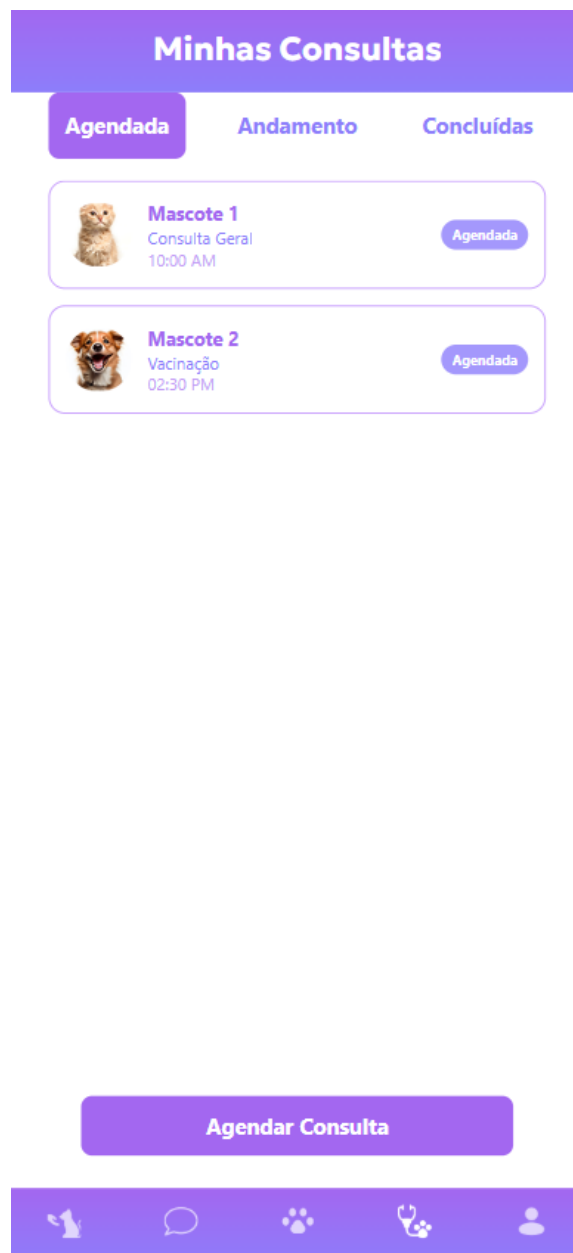 Minhas Consultas
Agendada Andamento Concluídas
Mascote 1
Consulta Geral
10:00 AM
Agendada
Mascote 2
Vacinação
02:30 PM
Agendada
Agendar Consulta